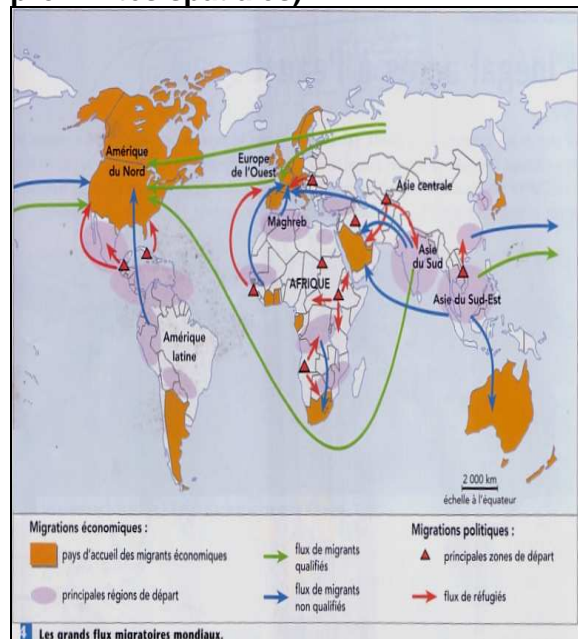 Inégal accès
Amérique
du Nord
Europe
de l'Ouest
Asie centrale
Maghreb
Asie
du Sud
AFRIQUE
Asie du Sud-Est
Amérique
latine
2 000 km
échelle à l'équateur
Migrations économiques :
pays d'accueil des migrants économiques
principales régions de départ
flux de migrants
qualifiés
flux de migrants
non qualifiés
Migrations politiques :
principales zones de départ
flux de réfugiés
4 Les grands flux migratoires mondiaux.